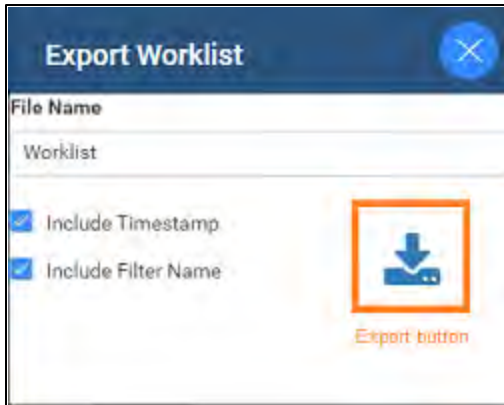 Export Worklist
File Name
Worklist
Include Timestamp
Include Filter Name
Export button